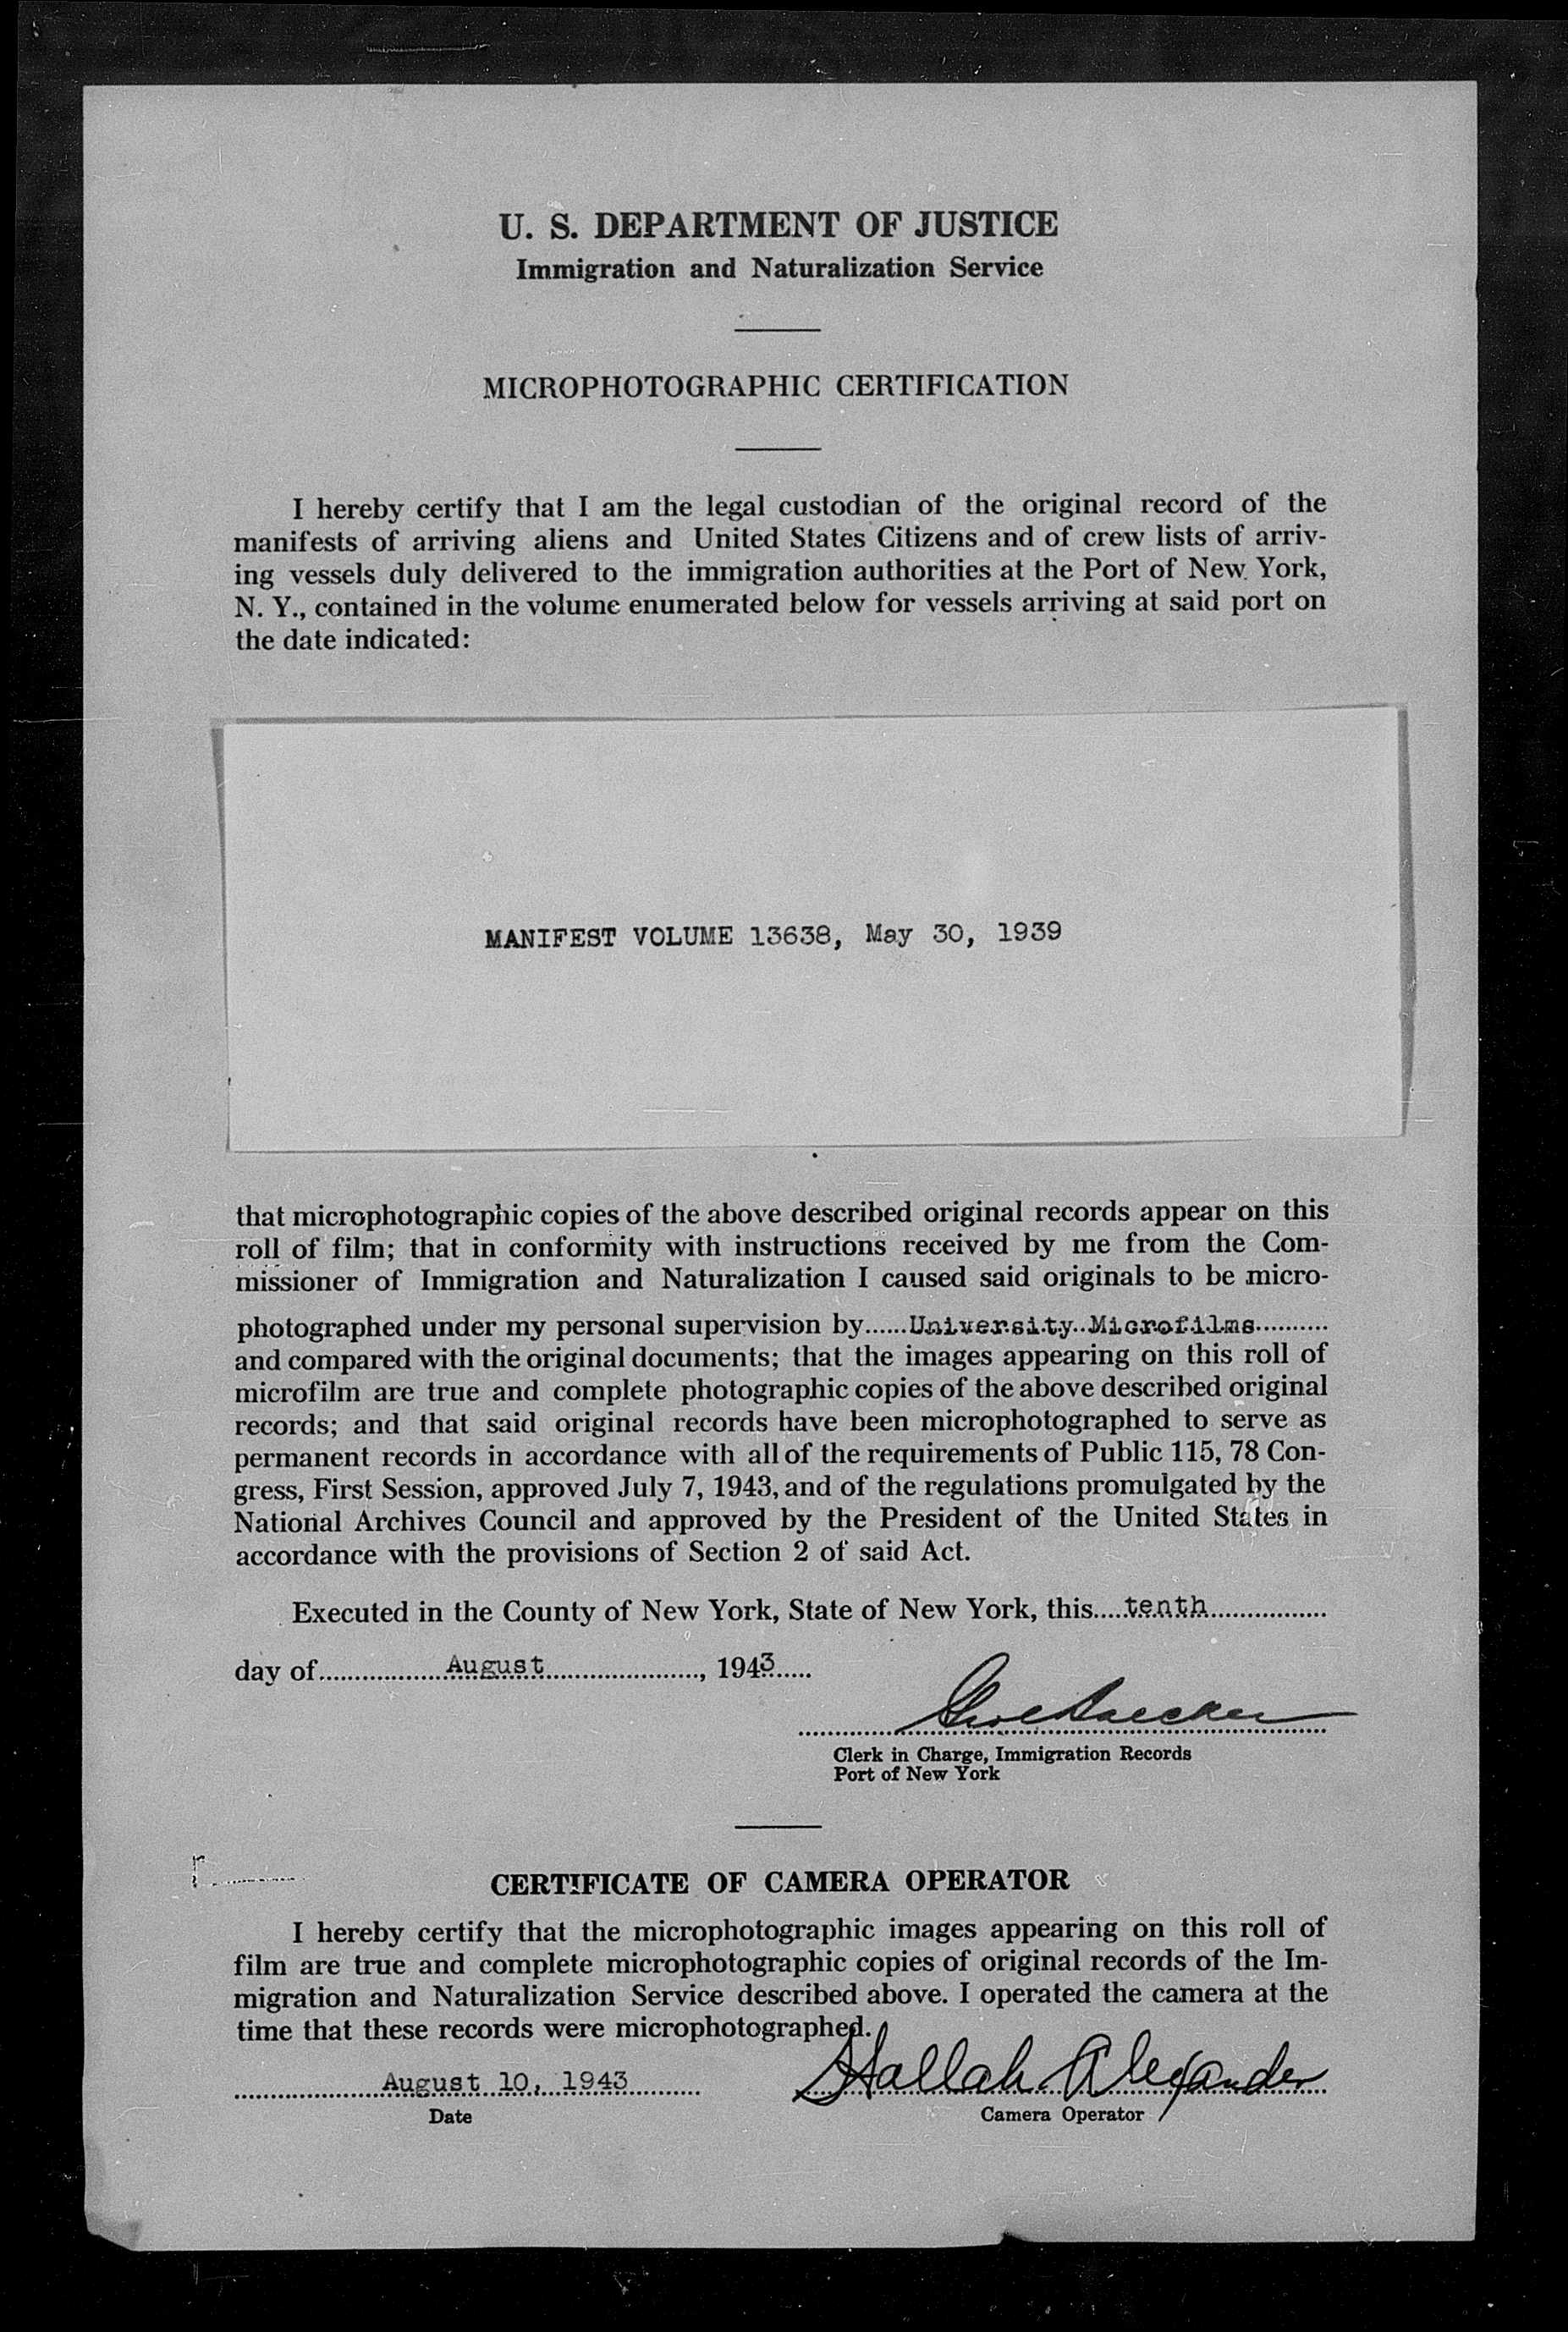 U. S. DEPARTMENT OF JUSTICE
Immigration and Naturalization Service
MICROPHOTOGRAPHIC CERTIFICATION
I hereby certify that I am the legal custodian of the original record of the
manifests of arriving aliens and United States Citizens and of crew lists of arriv-
ing vessels duly delivered to the immigration authorities at the Port of New York,
N. Y., contained in the volume enumerated below for vessels arriving at said port on
the date indicated:
MANIFEST VOLUME 13638, May 30, 1939
that microphotographic copies of the above described original records appear on this
roll of film; that in conformity with instructions received by me from the Com-
missioner of Immigration and Naturalization I caused said originals to be micro-
photographed under my personal supervision by......University Microfilms..........
and compared with the original documents; that the images appearing on this roll of
microfilm are true and complete photographic copies of the above described original
records; and that said original records have been microphotographed to serve as
permanent records in accordance with all of the requirements of Public 115, 78 Con-
gress, First Session, approved July 7, 1943, and of the regulations promulgated by the
National Archives Council and approved by the President of the United States in
accordance with the provisions of Section 2 of said Act.
Executed in the County of New York, State of New York, this.....tenth.................
day of..................August......................., 1943......
Clerk in Charge, Immigration Records
Port of New York
CERTIFICATE OF CAMERA OPERATOR
I hereby certify that the microphotographic images appearing on this roll of
film are true and complete microphotographic copies of original records of the Im-
migration and Naturalization Service described above. I operated the camera at the
time that these records were microphotographed.
August 10, 1943 Hallah Alexander
Date Camera Operator